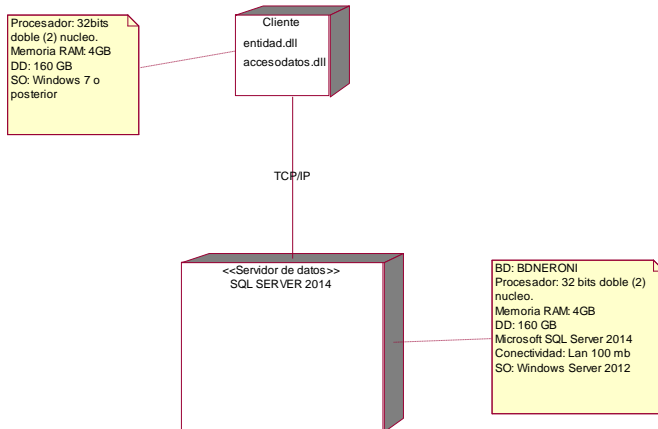 Procesador: 32bits
doble (2) nucleo.
Memoria RAM: 4GB
DD: 160 GB
SO: Windows 7 o
posterior
Cliente
entidad.dll
accesodatos.dll
TCP/IP
<<Servidor de datos>>
SQL SERVER 2014
BD: BDNERONI
Procesador: 32 bits doble (2)
nucleo.
Memoria RAM: 4GB
DD: 160 GB
Microsoft SQL Server 2014
Conectividad: Lan 100 mb
SO: Windows Server 2012